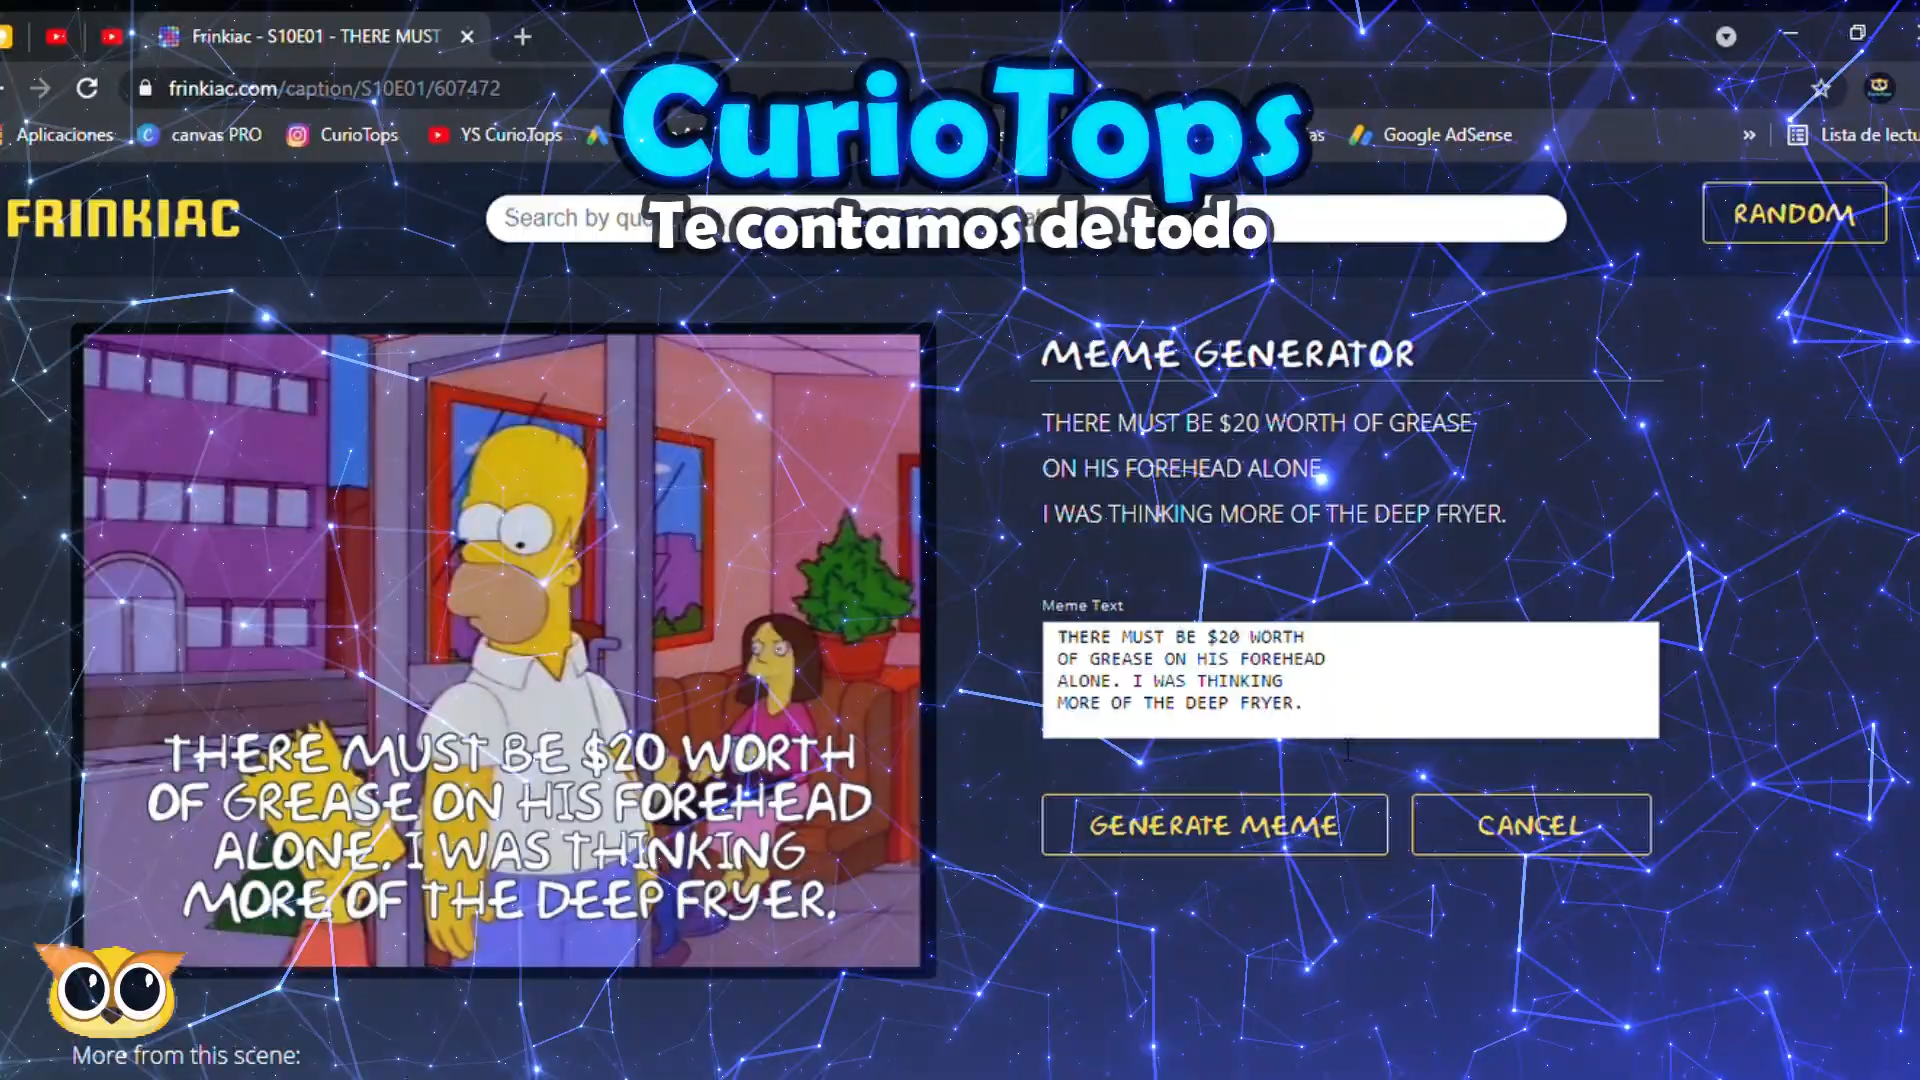 Frinkiac - S10E01 - THERE MUST
frinkiac.com/caption/S10E01/607472
Aplicaciones
canvas PRO
CurioTops
YS CurioTops
Google AdSense
»
Lista de lectu
CurioTops
Te contamos de todo
FRINKIAC
Search by quo
RANDOM
MEME GENERATOR
THERE MUST BE $20 WORTH OF GREASE
ON HIS FOREHEAD ALONE.
I WAS THINKING MORE OF THE DEEP FRYER.
Meme Text
THERE MUST BE $20 WORTH
OF GREASE ON HIS FOREHEAD
ALONE. I WAS THINKING
MORE OF THE DEEP FRYER.
GENERATE MEME
CANCEL
THERE MUST BE $20 WORTH
OF GREASE ON HIS FOREHEAD
ALONE. I WAS THINKING
MORE OF THE DEEP FRYER.
More from this scene: